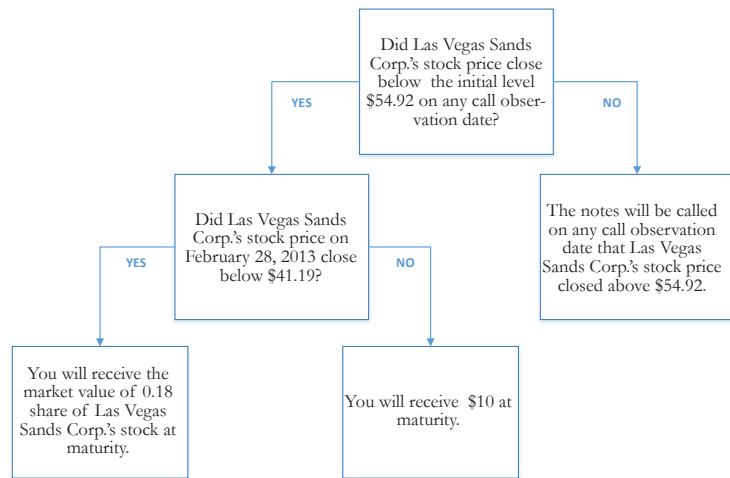 Did Las Vegas Sands
Corp.'s stock price close
below the initial level
$54.92 on any call obser-
vation date?
YES
NO
Did Las Vegas Sands
Corp.'s stock price on
February 28, 2013 close
below $41.19?
The notes will be called
on any call observation
date that Las Vegas
Sands Corp.'s stock price
closed above $54.92.
YES
NO
You will receive the
market value of 0.18
share of Las Vegas
Sands Corp.'s stock at
maturity.
You will receive $10 at
maturity.